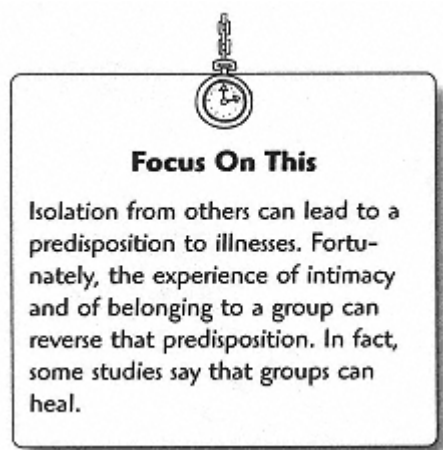 Focus On This
Isolation from others can lead to a
predisposition to illnesses. Fortu-
nately, the experience of intimacy
and of belonging to a group can
reverse that predisposition. In fact,
some studies say that groups can
heal.